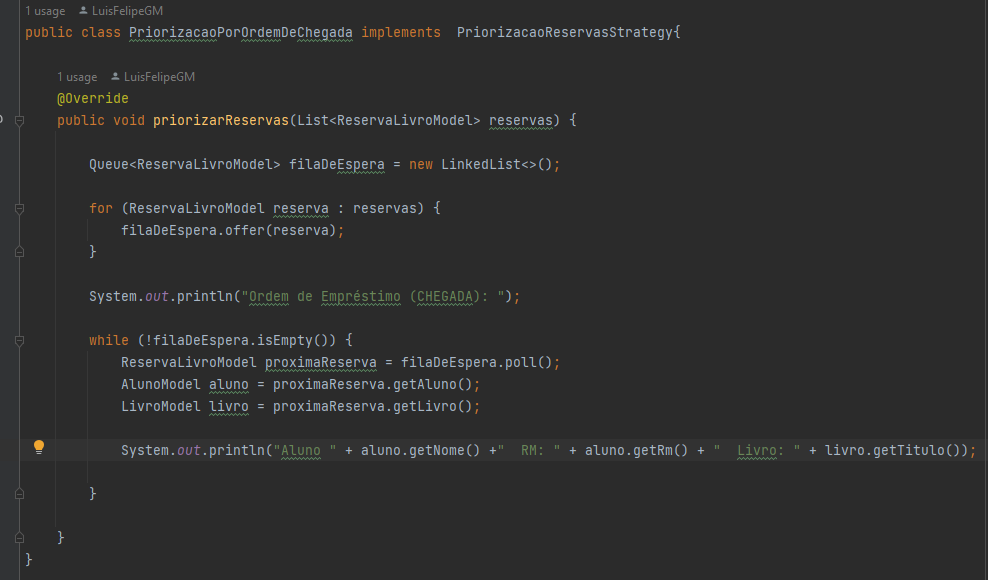 1 usage LuisFelipeGM
public class PriorizacaoPorOrdemDeChegada implements  PriorizacaoReservasStrategy{
1 usage LuisFelipeGM
@Override
public void priorizarReservas(List<ReservaLivroModel> reservas) {
Queue<ReservaLivroModel> filaDeEspera = new LinkedList<>();
for (ReservaLivroModel reserva : reservas) {
filaDeEspera.offer(reserva);
}
System.out.println("Ordem de Empréstimo (CHEGADA): ");
while (!filaDeEspera.isEmpty()) {
ReservaLivroModel proximaReserva = filaDeEspera.poll();
AlunoModel aluno = proximaReserva.getAluno();
LivroModel livro = proximaReserva.getLivro();
System.out.println("Aluno " + aluno.getNome() +"  RM: " + aluno.getRm() + "  Livro: " + livro.getTitulo());
}
}
}